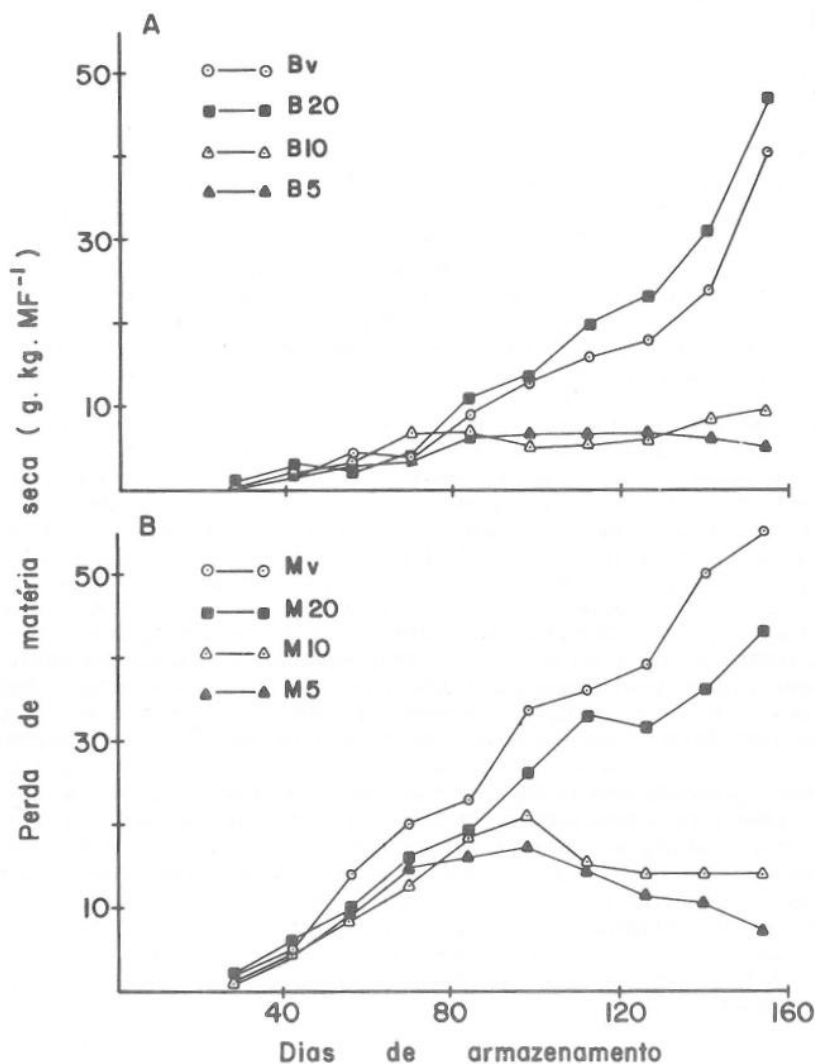 A
50
30
10
Bv
B20
B10
B5
Perda de matéria seca (g. kg. MF⁻¹)
B
50
30
10
Mv
M20
M10
M5
40 80 120 160
Dias de armazenamento